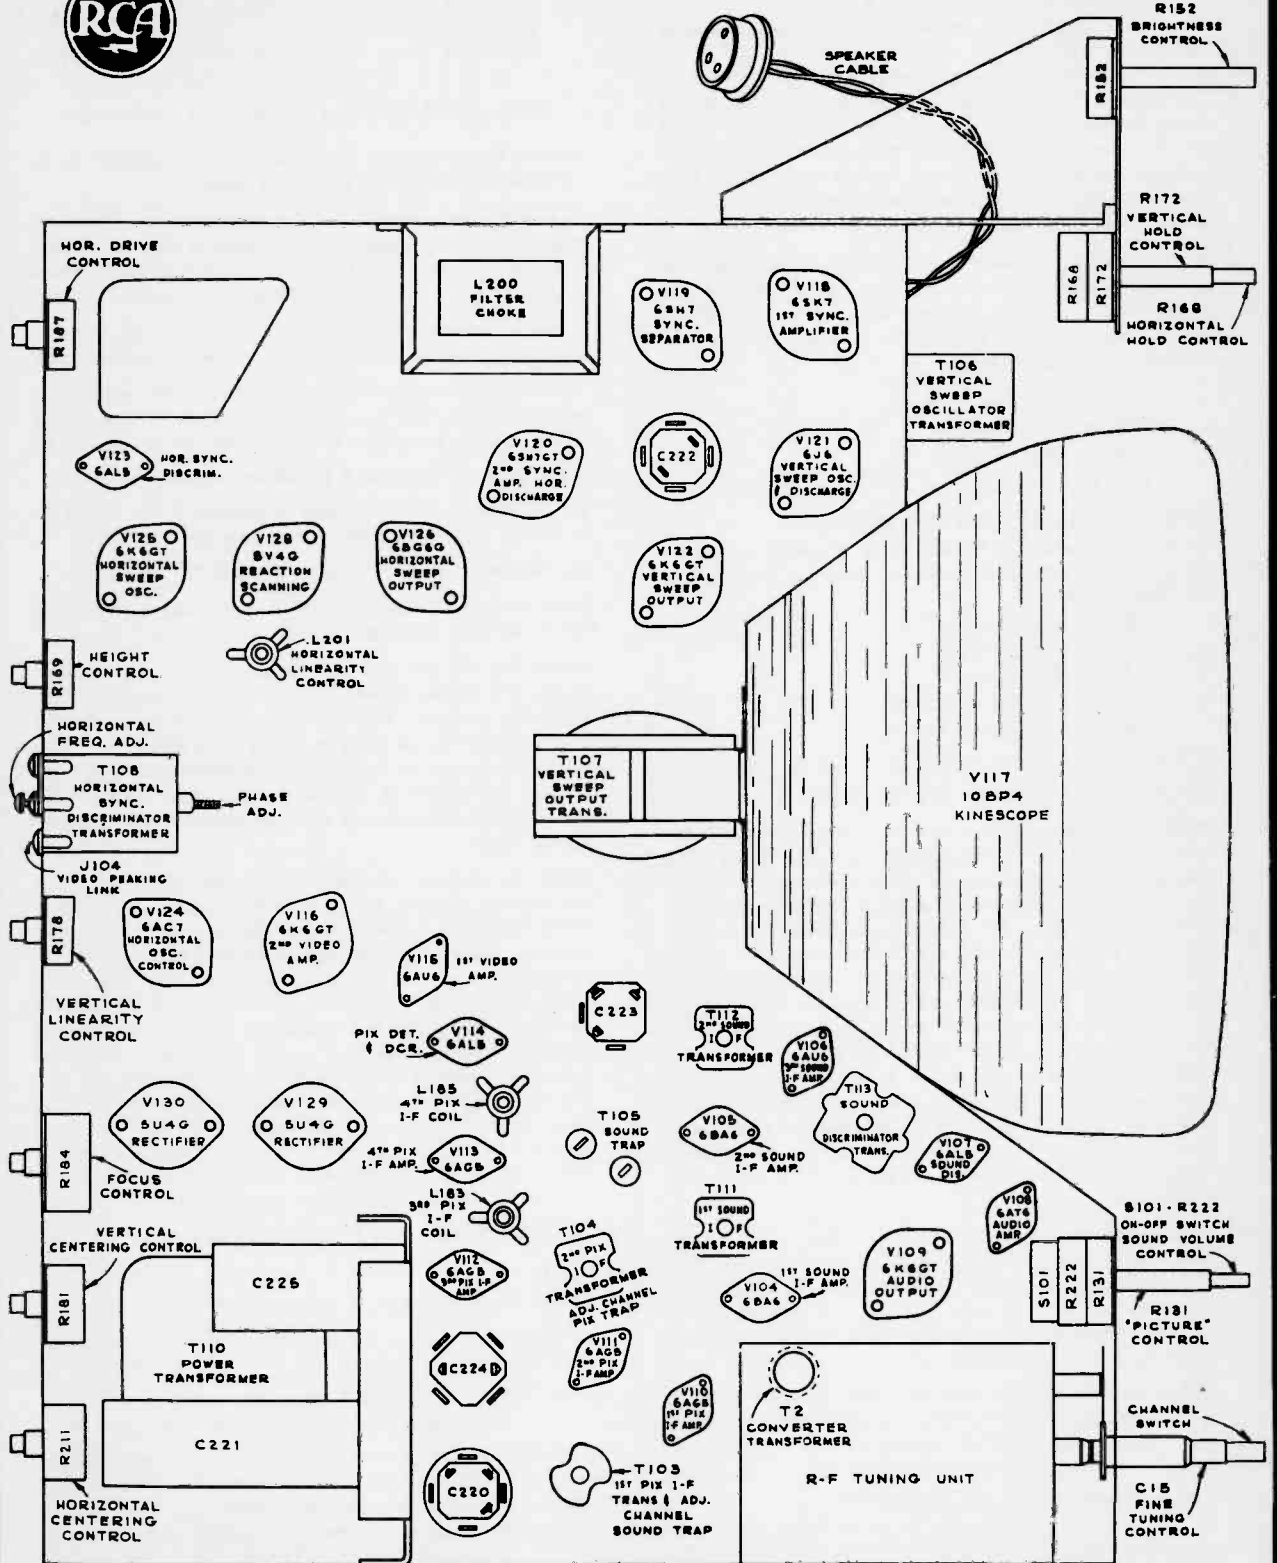 RCA
R152
BRIGHTNESS
CONTROL
SPEAKER
CABLE
R152
R172
VERTICAL
HOLD
CONTROL
R168
R172
R168
HORIZONTAL
HOLD CONTROL
HOR. DRIVE
CONTROL
R187
L200
FILTER
CHOKE
V119
6SH7
SYNC.
SEPARATOR
V118
6SK7
1ST SYNC.
AMPLIFIER
T106
VERTICAL
SWEEP
OSCILLATOR
TRANSFORMER
V123
6AL5
HOR. SYNC.
DISCRIM.
V120
6SN7GT
2ND SYNC.
AMP. HOR.
DISCHARGE
C222
V121
6J6
VERTICAL
SWEEP OSC.
& DISCHARGE
V125
6K6GT
HORIZONTAL
SWEEP
OSC.
V128
5V4G
REACTION
SCANNING
V126
6BG6G
HORIZONTAL
SWEEP
OUTPUT
V122
6K6GT
VERTICAL
SWEEP
OUTPUT
L201
HORIZONTAL
LINEARITY
CONTROL
R169
HEIGHT
CONTROL
HORIZONTAL
FREQ. ADJ.
T108
HORIZONTAL
SYNC.
DISCRIMINATOR
TRANSFORMER
PHASE
ADJ.
J104
VIDEO PEAKING
LINK
T107
VERTICAL
SWEEP
OUTPUT
TRANS.
V117
10BP4
KINESCOPE
R178
V124
6AC7
HORIZONTAL
OSC.
CONTROL
V116
6K6GT
2ND VIDEO
AMP.
V115
6AU6
1ST VIDEO
AMP.
VERTICAL
LINEARITY
CONTROL
PIX DET.
& DCR.
V114
6AL5
C223
T112
2ND SOUND
I F
TRANSFORMER
V106
6AU6
3RD SOUND
I-F AMP.
T113
SOUND
DISCRIMINATOR
TRANS.
V130
5U4G
RECTIFIER
V129
5U4G
RECTIFIER
L185
4TH PIX
I-F COIL
T105
SOUND
TRAP
V105
6BA6
2ND SOUND
I-F AMP.
V107
6AL5
SOUND
DIS.
4TH PIX
I-F AMP.
V113
6AG5
R184
FOCUS
CONTROL
L183
3RD PIX
I-F
COIL
T111
1ST SOUND
I F
TRANSFORMER
V108
6AT6
AUDIO
AMP.
S101-R222
ON-OFF SWITCH
SOUND VOLUME
CONTROL
VERTICAL
CENTERING CONTROL
C225
V112
6AG5
3RD PIX I-F
AMP
T104
2ND PIX
I F
TRANSFORMER
ADJ. CHANNEL
PIX TRAP
V104
6BA6
1ST SOUND
I-F AMP.
V109
6K6GT
AUDIO
OUTPUT
S101
R222
R131
R131
"PICTURE"
CONTROL
R181
T110
POWER
TRANSFORMER
C224
V111
6AG5
2ND PIX
I-F AMP
V110
6AG5
1ST PIX
I-F AMP.
T2
CONVERTER
TRANSFORMER
CHANNEL
SWITCH
R211
C221
C220
T103
1ST PIX I-F
TRANS & ADJ.
CHANNEL
SOUND TRAP
R-F TUNING UNIT
C15
FINE
TUNING
CONTROL
HORIZONTAL
CENTERING
CONTROL